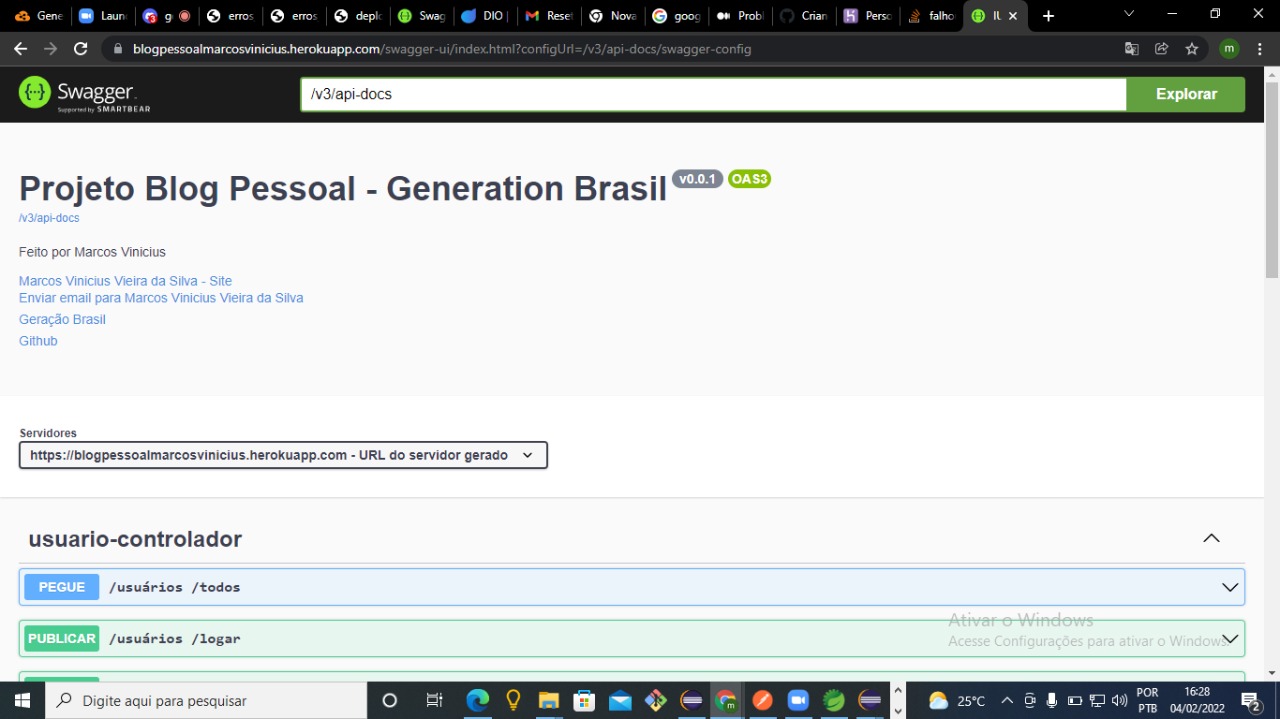 Gene
Laun
g
erros
erros
deplo
Swag
DIO |
Rese
Nova
goog
Probl
Crian
Perso
falho
IU
blogpessoalmarcosvinicius.herokuapp.com/swagger-ui/index.html?configUrl=/v3/api-docs/swagger-config
m
Swagger.
Supported by SMARTBEAR
/v3/api-docs
Explorar
Projeto Blog Pessoal - Generation Brasil
v0.0.1
OAS3
/v3/api-docs
Feito por Marcos Vinicius
Marcos Vinicius Vieira da Silva - Site
Enviar email para Marcos Vinicius Vieira da Silva
Geração Brasil
Github
Servidores
https://blogpessoalmarcosvinicius.herokuapp.com - URL do servidor gerado
usuario-controlador
PEGUE /usuários /todos
PUBLICAR /usuários /logar
Ativar o Windows
Acesse Configurações para ativar o Windows.
Digite aqui para pesquisar
25°C
POR
PTB
16:28
04/02/2022
2